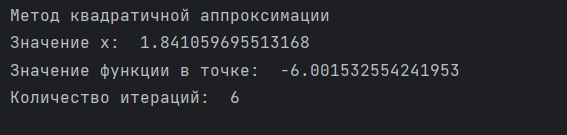 Метод квадратичной аппроксимации
Значение x:  1.841059695513168
Значение функции в точке:  -6.001532554241953
Количество итераций:  6